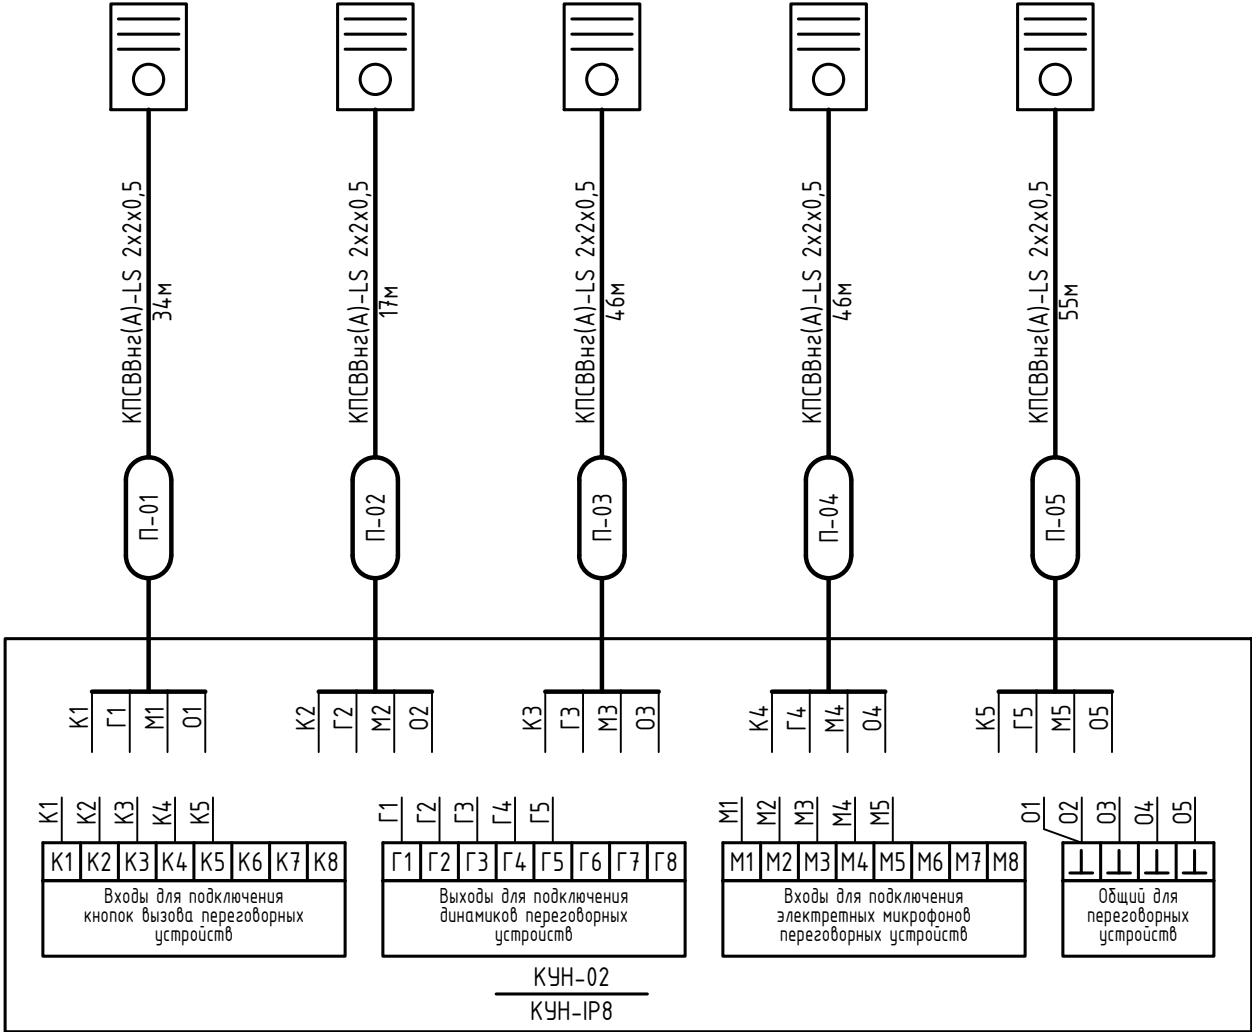 КПСВВнг(А)-LS 2x2x0,5
34м
КПСВВнг(А)-LS 2x2x0,5
17м
КПСВВнг(А)-LS 2x2x0,5
46м
КПСВВнг(А)-LS 2x2x0,5
46м
КПСВВнг(А)-LS 2x2x0,5
55м
П-01
П-02
П-03
П-04
П-05
К1 Г1 М1 О1
К2 Г2 М2 О2
К3 Г3 М3 О3
К4 Г4 М4 О4
К5 Г5 М5 О5
К1 К2 К3 К4 К5
Г1 Г2 Г3 Г4 Г5
М1 М2 М3 М4 М5
О1 О2 О3 О4 О5
К1 К2 К3 К4 К5 К6 К7 К8
Входы для подключения
кнопок вызова переговорных
устройств
Г1 Г2 Г3 Г4 Г5 Г6 Г7 Г8
Выходы для подключения
динамиков переговорных
устройств
М1 М2 М3 М4 М5 М6 М7 М8
Входы для подключения
электретных микрофонов
переговорных устройств
Общий для
переговорных
устройств
КУН-02
КУН-IP8